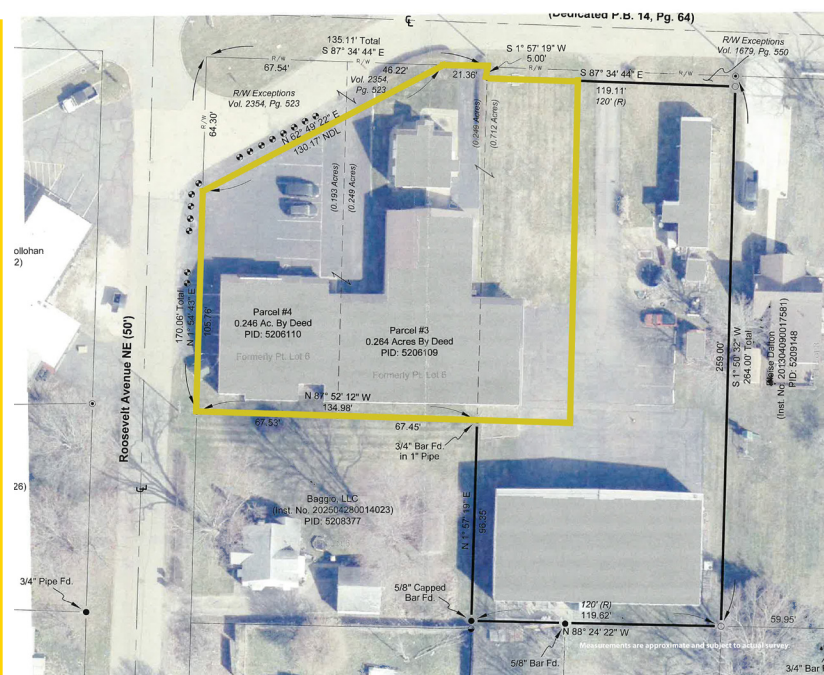 (Dedicated P.B. 14, Pg. 64)
135.11' Total
S 87° 34' 44" E
R/W
67.54'
46.22'
Vol. 2354,
Pg. 523
21.36'
S 1° 57' 19" W
5.00'
R/W
R/W Exceptions
Vol. 1679, Pg. 550
S 87° 34' 44" E
R/W
119.11'
120' (R)
R/W Exceptions
Vol. 2354, Pg. 523
R/W
64.30'
N 62° 49' 22" E
130.17' NDL
(0.193 Acres)
(0.249 Acres)
(0.249 Acres)
(0.712 Acres)
ollohan
2)
170.06' Total
N 1° 54' 43" E
105.76'
Parcel #4
0.246 Ac. By Deed
PID: 5206110
Formerly Pt. Lot 6
Parcel #3
0.264 Acres By Deed
PID: 5206109
Formerly Pt. Lot 6
Roosevelt Avenue NE (50')
259.00'
S 1° 50' 32" W
264.00' Total
Dalton
(Inst. No. 201304090017581)
PID: 5209148
N 87° 52' 12" W
134.98'
67.53'
67.45'
3/4" Bar Fd.
in 1" Pipe
26)
Baggio, LLC
(Inst. No. 202504280014023)
PID: 5208377
N 1° 57' 19" E
3/4" Pipe Fd.
5/8" Capped
Bar Fd.
120' (R)
119.62'
N 88° 24' 22" W
59.95'
5/8" Bar Fd.
Measurements are approximate and subject to actual survey
3/4" Bar F